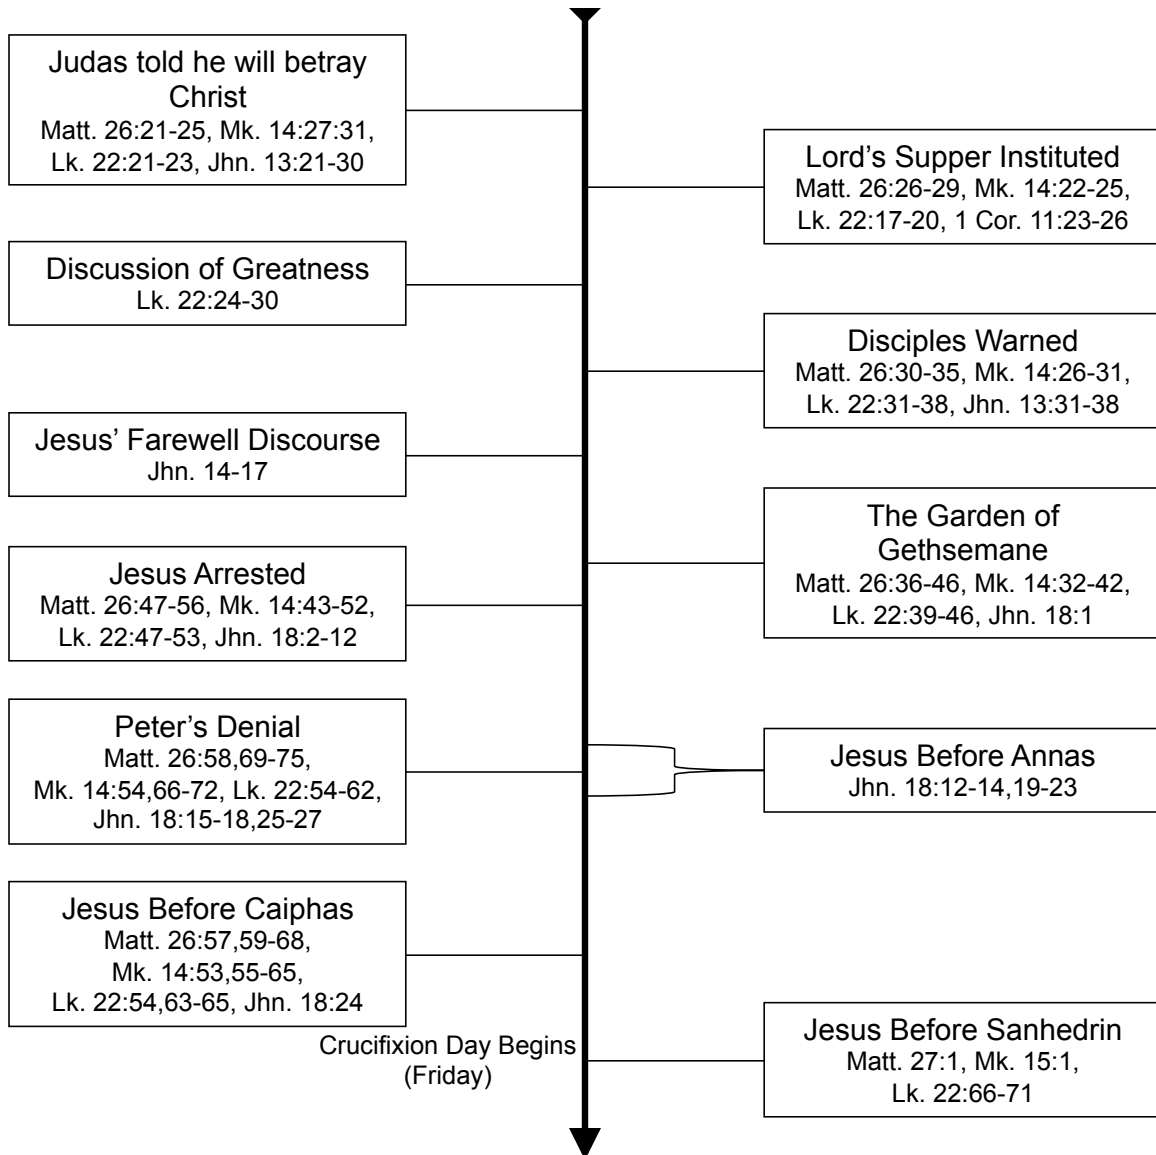 Judas told he will betray
Christ
Matt. 26:21-25, Mk. 14:27:31,
Lk. 22:21-23, Jhn. 13:21-30
Lord's Supper Instituted
Matt. 26:26-29, Mk. 14:22-25,
Lk. 22:17-20, 1 Cor. 11:23-26
Discussion of Greatness
Lk. 22:24-30
Disciples Warned
Matt. 26:30-35, Mk. 14:26-31,
Lk. 22:31-38, Jhn. 13:31-38
Jesus' Farewell Discourse
Jhn. 14-17
The Garden of
Gethsemane
Matt. 26:36-46, Mk. 14:32-42,
Lk. 22:39-46, Jhn. 18:1
Jesus Arrested
Matt. 26:47-56, Mk. 14:43-52,
Lk. 22:47-53, Jhn. 18:2-12
Peter's Denial
Matt. 26:58,69-75,
Mk. 14:54,66-72, Lk. 22:54-62,
Jhn. 18:15-18,25-27
Jesus Before Annas
Jhn. 18:12-14,19-23
Jesus Before Caiphas
Matt. 26:57,59-68,
Mk. 14:53,55-65,
Lk. 22:54,63-65, Jhn. 18:24
Crucifixion Day Begins
(Friday)
Jesus Before Sanhedrin
Matt. 27:1, Mk. 15:1,
Lk. 22:66-71